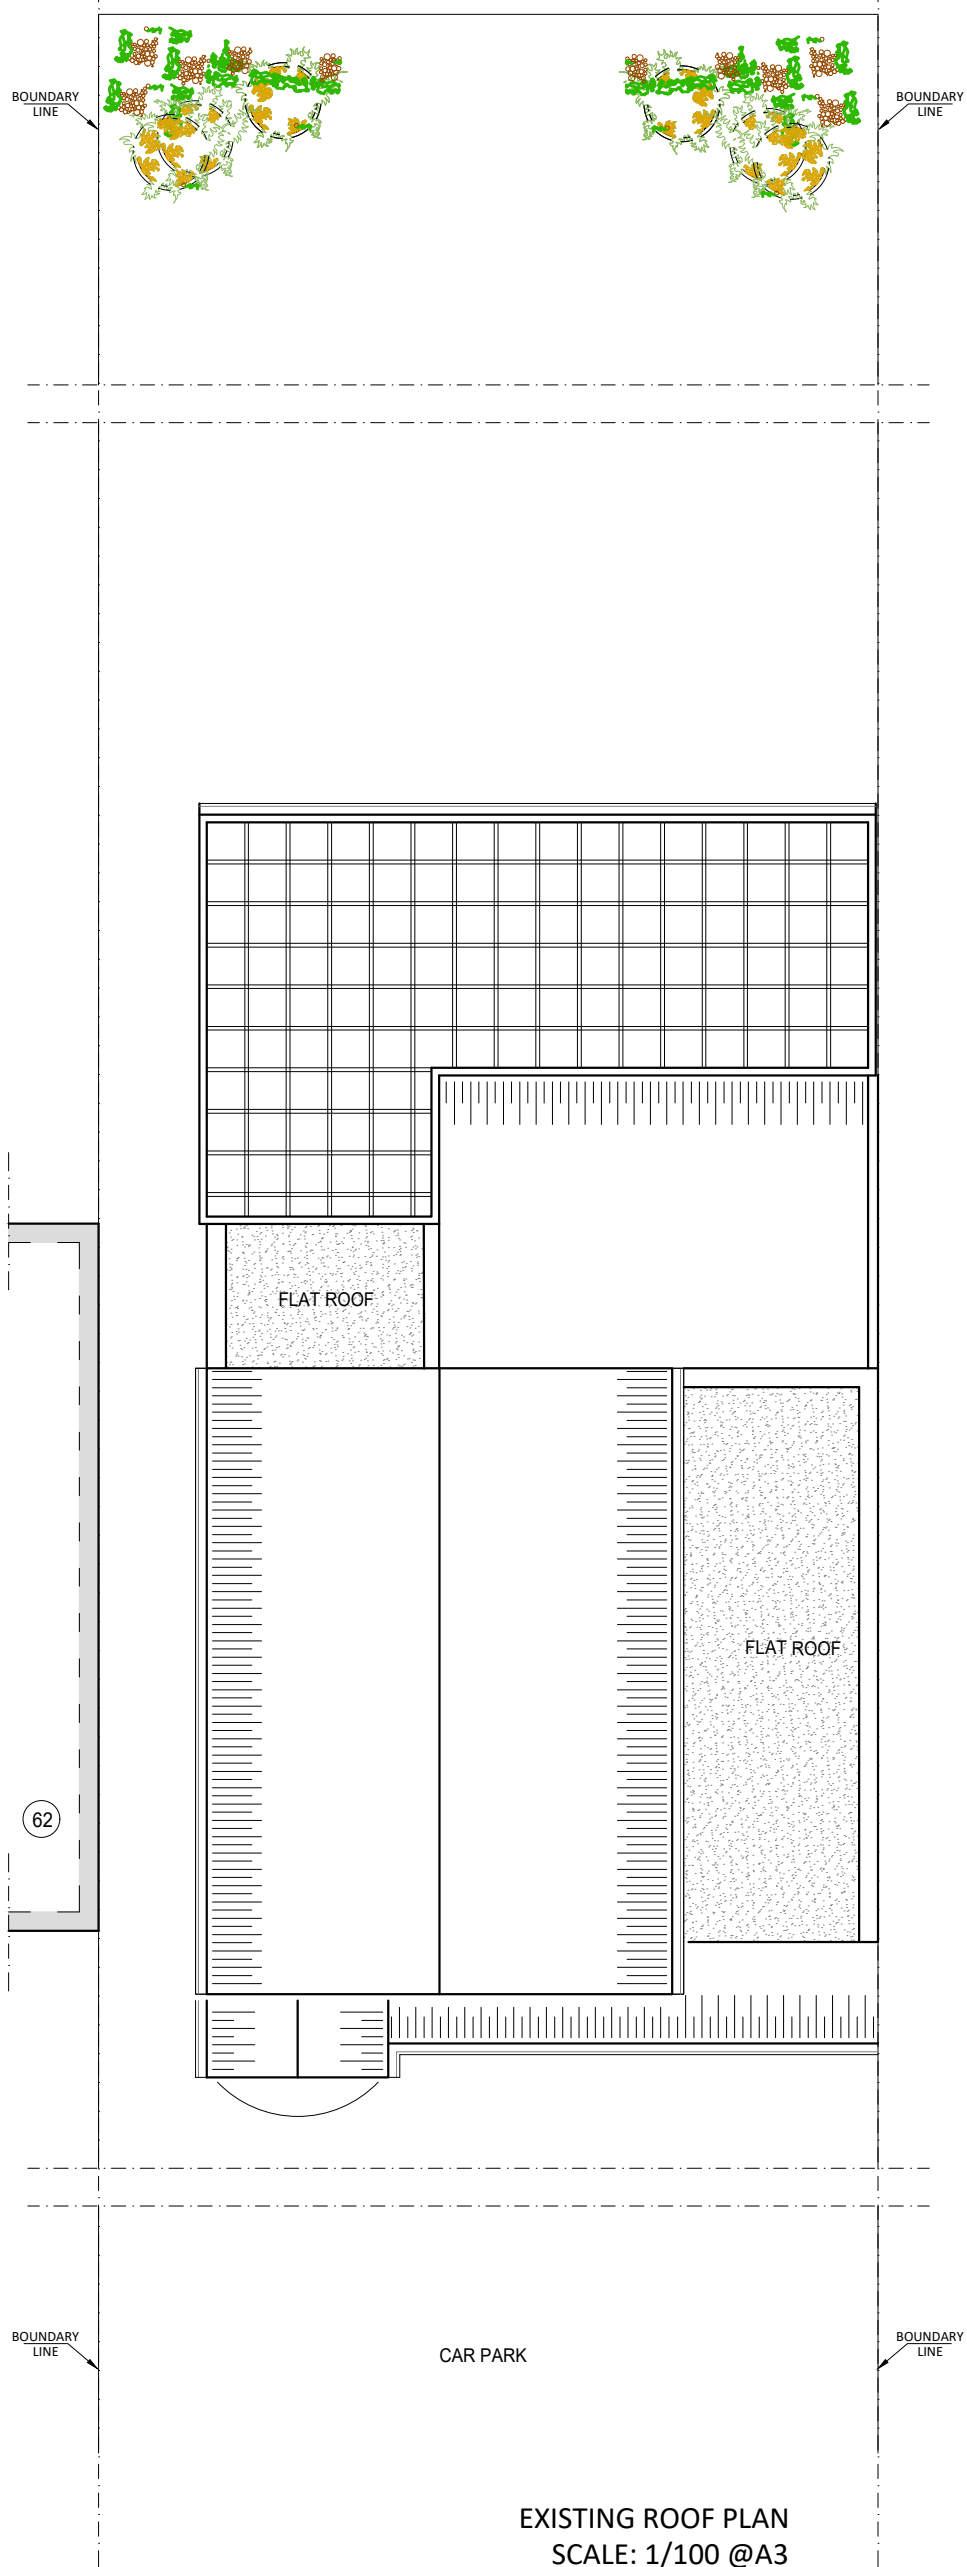 BOUNDARY
LINE
BOUNDARY
LINE
FLAT ROOF
FLAT ROOF
62
BOUNDARY
LINE
CAR PARK
BOUNDARY
LINE
EXISTING ROOF PLAN
SCALE: 1/100 @A3